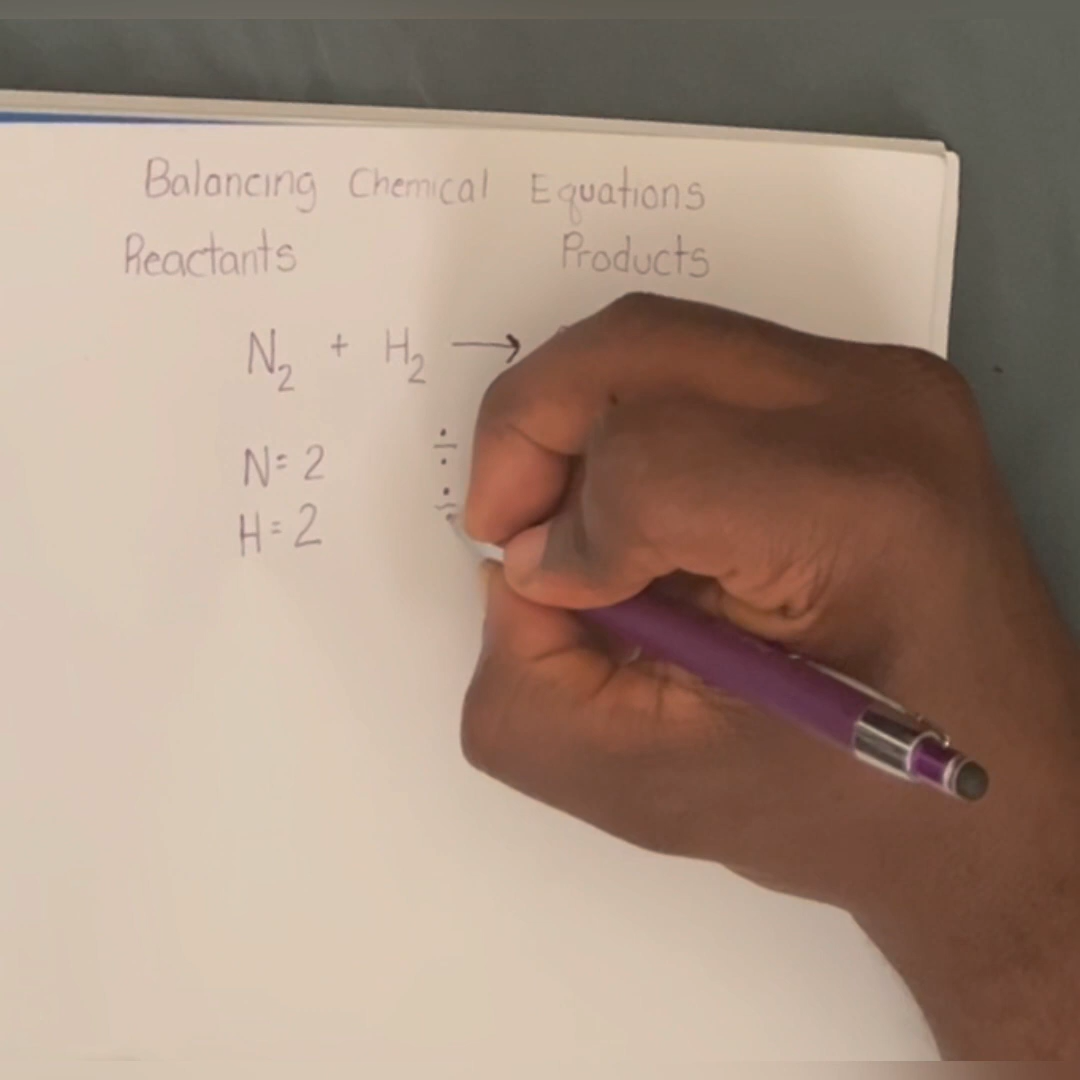 Balancing Chemical Equations
Reactants Products
N₂ + H₂ →
N = 2 ÷
H = 2 ÷